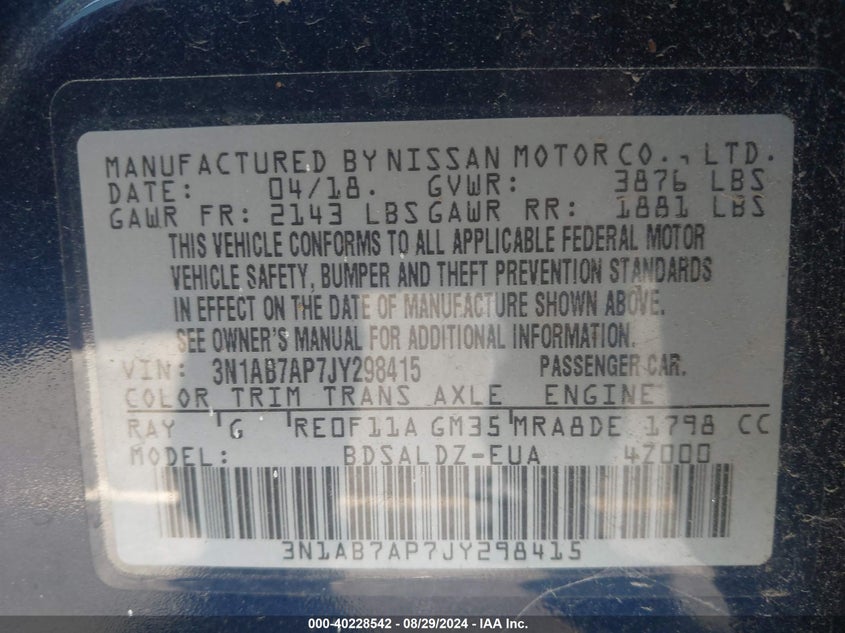 MANUFACTURED BY NISSAN MOTOR CO., LTD.
DATE: 04/18. GVWR: 3876 LBS
GAWR FR: 2143 LBS GAWR RR: 1881 LBS
THIS VEHICLE CONFORMS TO ALL APPLICABLE FEDERAL MOTOR
VEHICLE SAFETY, BUMPER AND THEFT PREVENTION STANDARDS
IN EFFECT ON THE DATE OF MANUFACTURE SHOWN ABOVE.
SEE OWNER'S MANUAL FOR ADDITIONAL INFORMATION.
VIN: 3N1AB7AP7JY298415 PASSENGER CAR.
COLOR TRIM TRANS AXLE ENGINE
RAY G RE0F11A GM35 MRA8DE 1798 CC
MODEL: BDSALDZ-EUA 4Z000
3N1AB7AP7JY298415
000-40228542 - 08/29/2024 - IAA Inc.